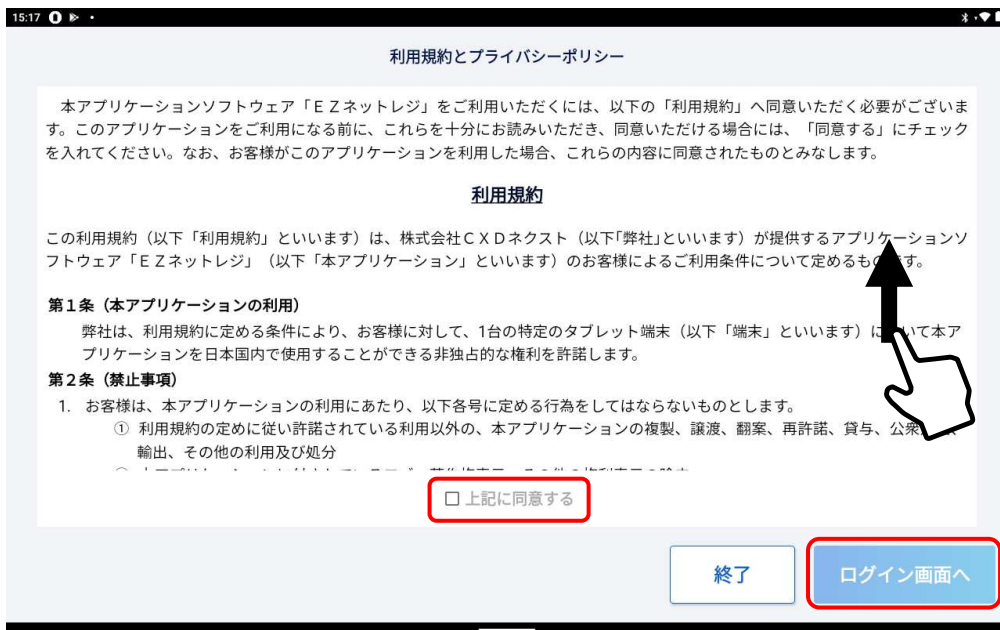 15:17
利用規約とプライバシーポリシー
本アプリケーションソフトウェア「ＥＺネットレジ」をご利用いただくには、以下の「利用規約」へ同意いただく必要がございま
す。このアプリケーションをご利用になる前に、これらを十分にお読みいただき、同意いただける場合には、「同意する」にチェック
を入れてください。なお、お客様がこのアプリケーションを利用した場合、これらの内容に同意されたものとみなします。
利用規約
この利用規約（以下「利用規約」といいます）は、株式会社ＣＸＤネクスト（以下「弊社」といいます）が提供するアプリケーションソ
フトウェア「ＥＺネットレジ」（以下「本アプリケーション」といいます）のお客様によるご利用条件について定めるものです。
第１条（本アプリケーションの利用）
弊社は、利用規約に定める条件により、お客様に対して、1台の特定のタブレット端末（以下「端末」といいます）において本ア
プリケーションを日本国内で使用することができる非独占的な権利を許諾します。
第２条（禁止事項）
1. お客様は、本アプリケーションの利用にあたり、以下各号に定める行為をしてはならないものとします。
① 利用規約の定めに従い許諾されている利用以外の、本アプリケーションの複製、譲渡、翻案、再許諾、貸与、公衆
輸出、その他の利用及び処分
上記に同意する
終了
ログイン画面へ